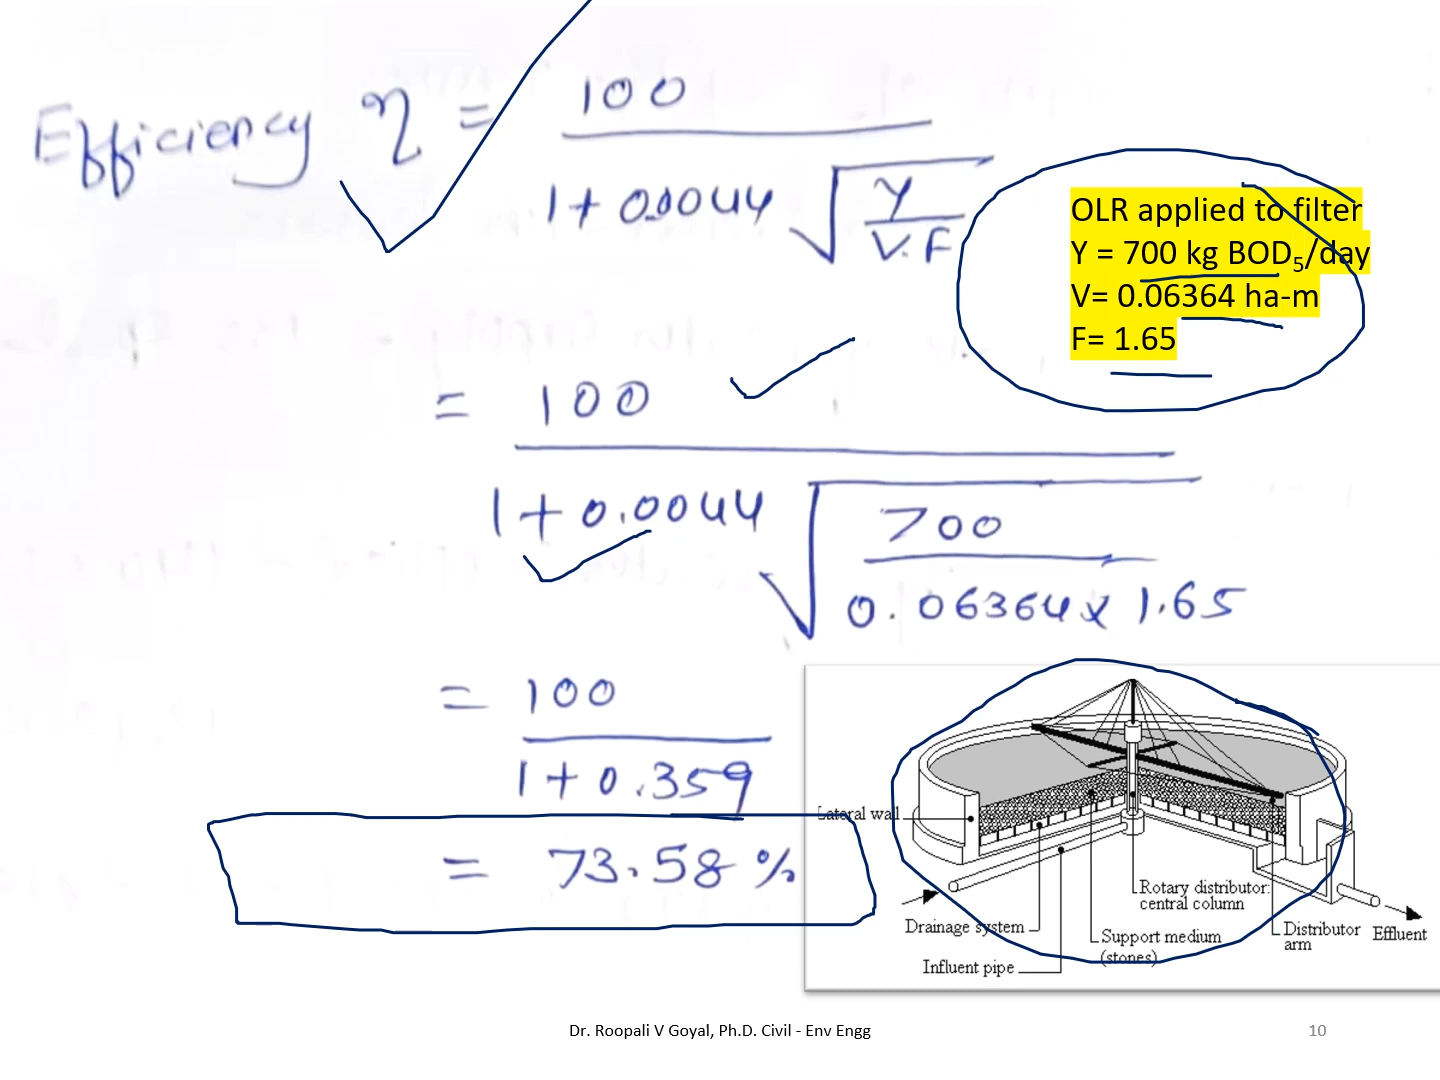 Efficiency η = 100
1 + 0.0044 √ Y
V.F
OLR applied to filter
Y = 700 kg BOD5/day
V= 0.06364 ha-m
F= 1.65
= 100
1 + 0.0044 √ 700
0.06364 x 1.65
= 100
1 + 0.359
= 73.58 %
Lateral wall
Rotary distributor:
central column
Drainage system
Support medium
(stones)
Distributor
arm
Effluent
Influent pipe
Dr. Roopali V Goyal, Ph.D. Civil - Env Engg
10